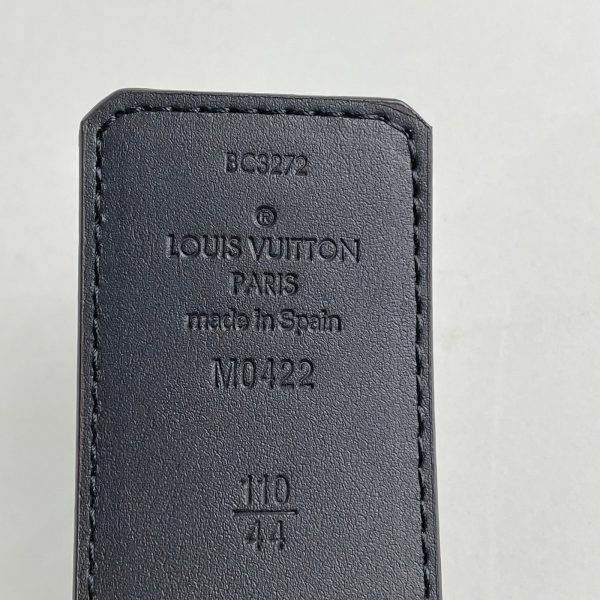 BC3272
®
LOUIS VUITTON
PARIS
made in Spain
M0422
110
44